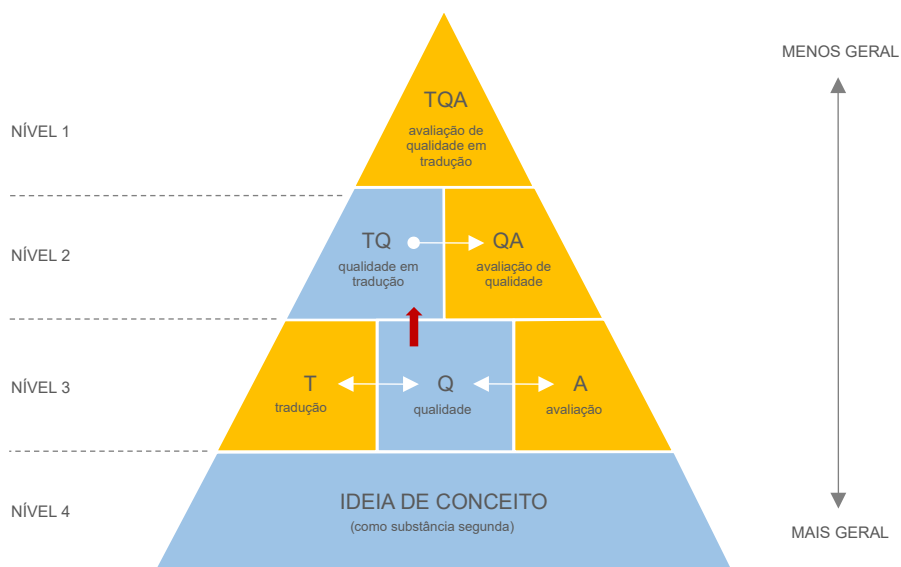 MENOS GERAL
TQA
avaliação de
qualidade em
tradução
NÍVEL 1
TQ
qualidade em
tradução
QA
avaliação de
qualidade
NÍVEL 2
T
tradução
Q
qualidade
A
avaliação
NÍVEL 3
IDEIA DE CONCEITO
(como substância segunda)
NÍVEL 4
MAIS GERAL